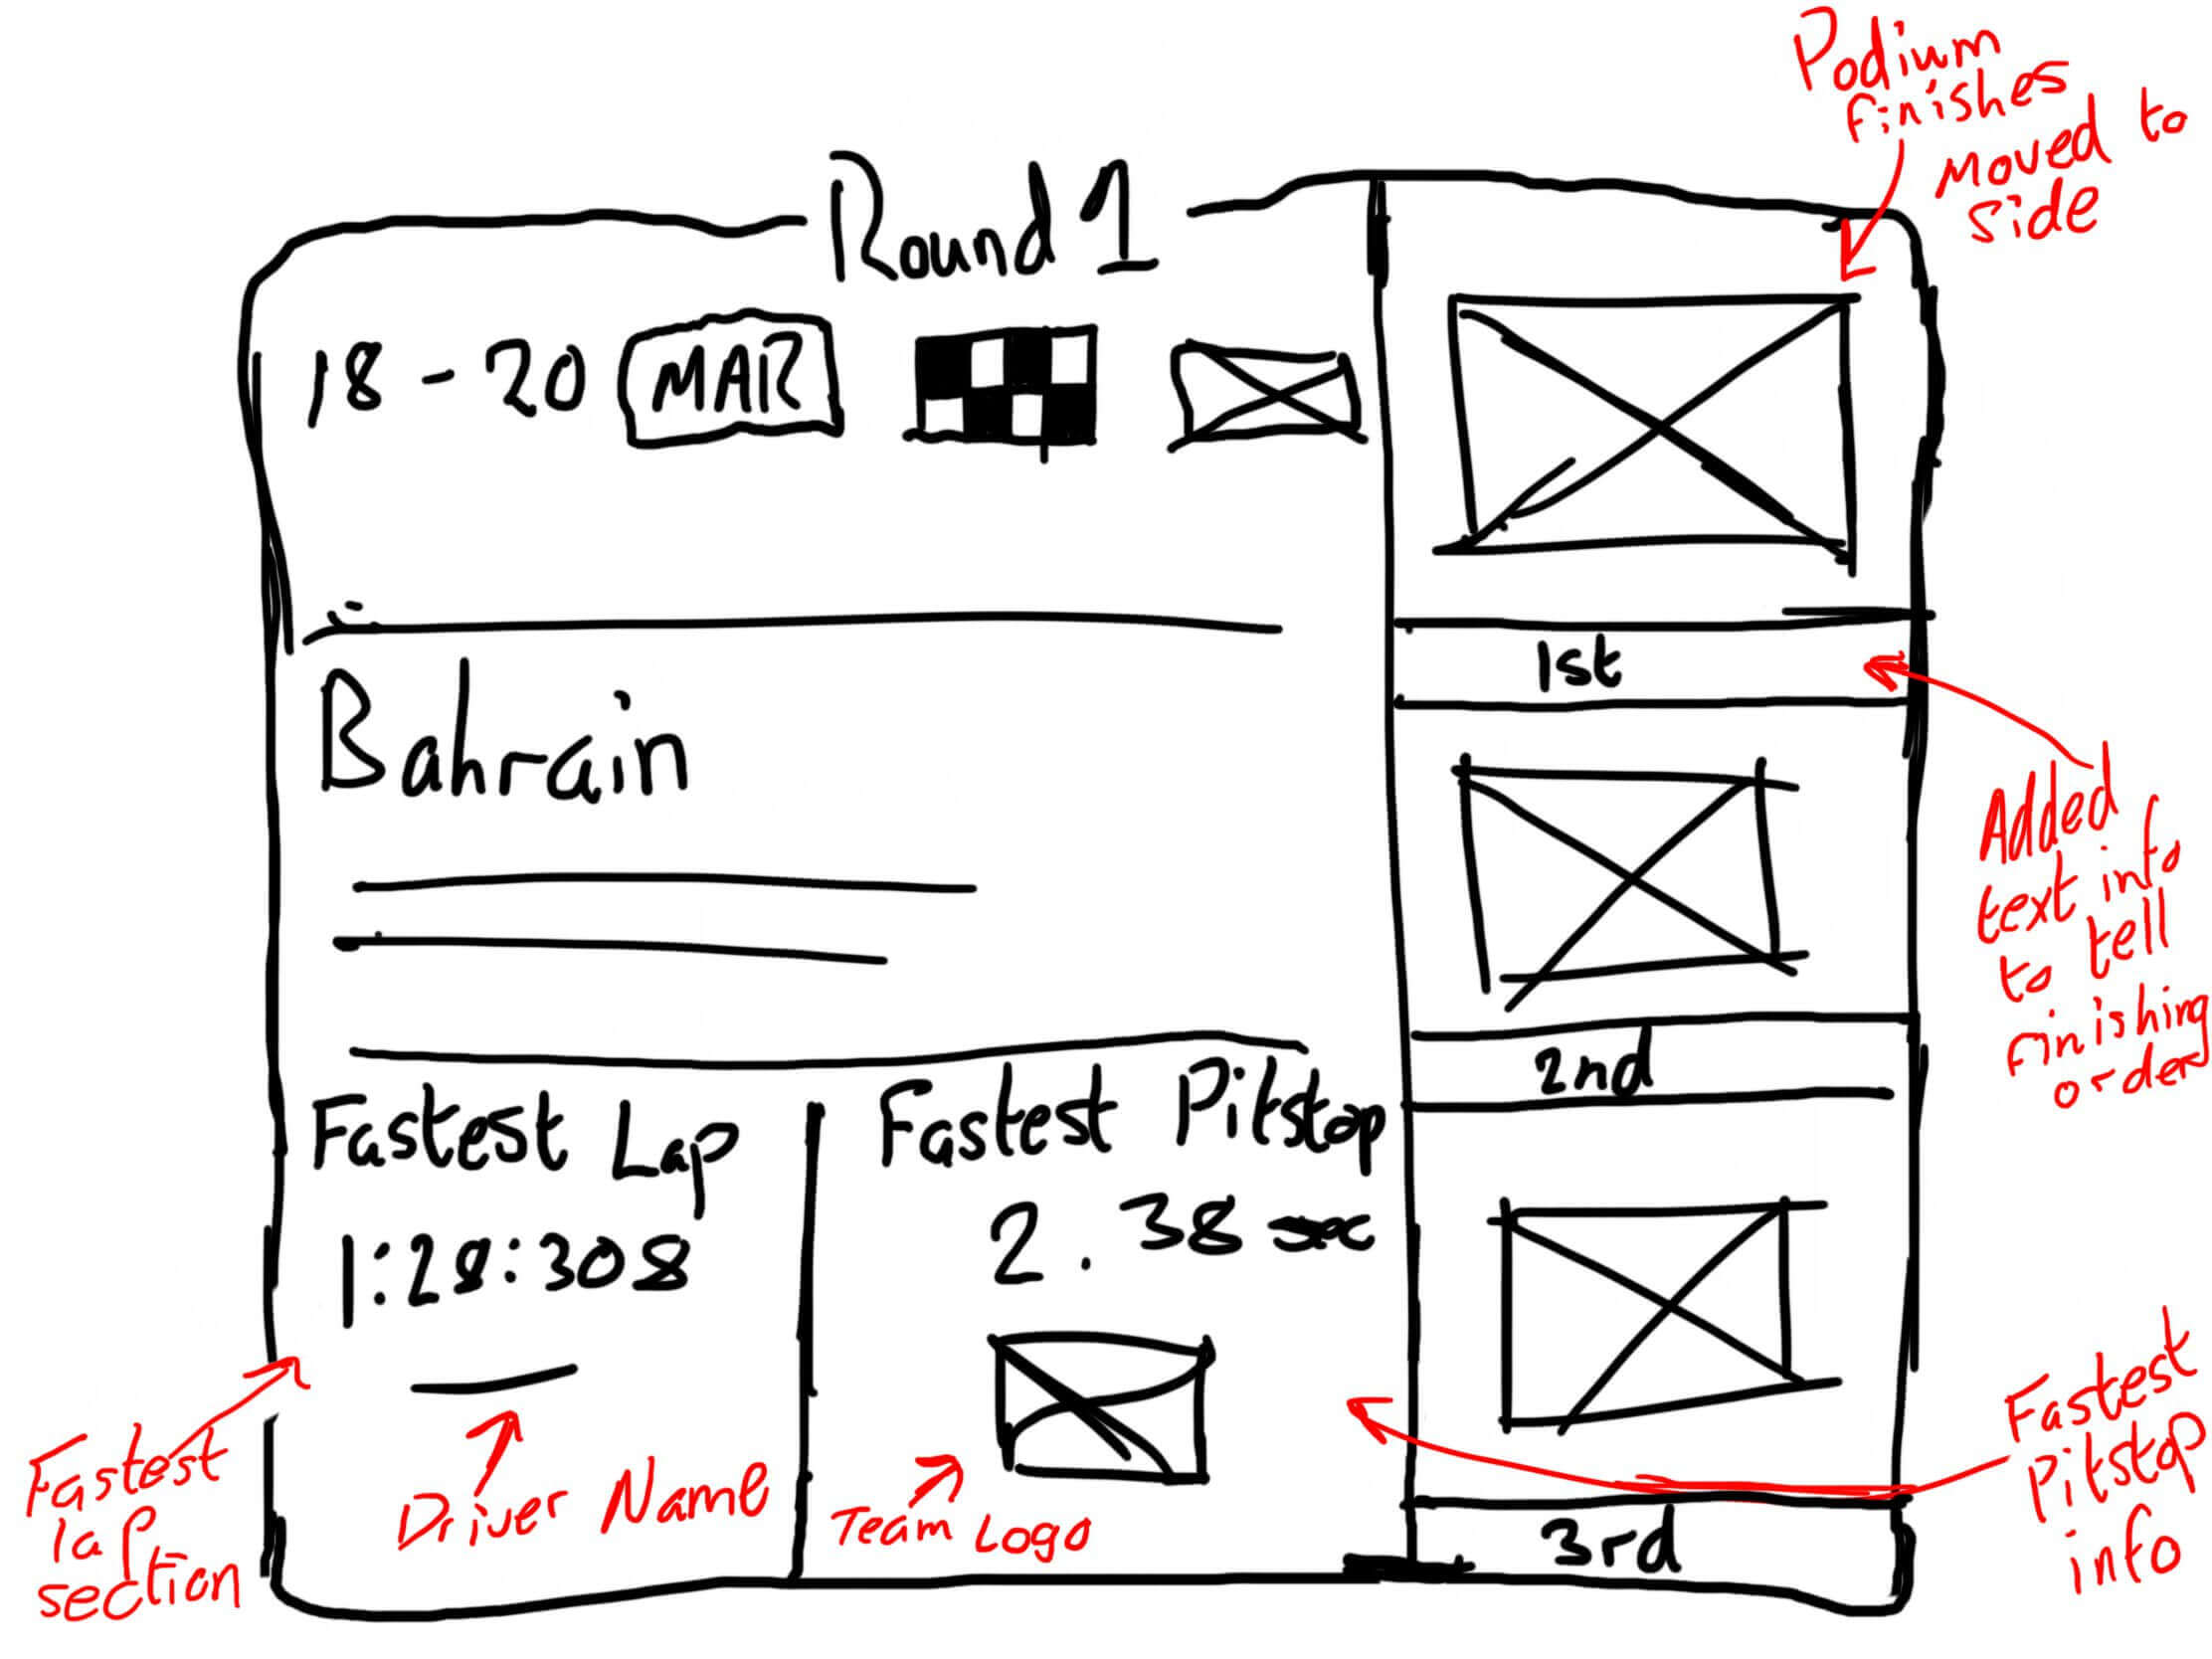 Podium
finishes
moved to
side
Round 1
18 - 20 MAR
1st
Bahrain
Added
text info
to tell
finishing
order
2nd
Fastest Lap
1:28:308
Fastest Pitstop
2.38 sec
Fastest
lap
section
Driver Name
Team Logo
Fastest
Pitstop
info
3rd